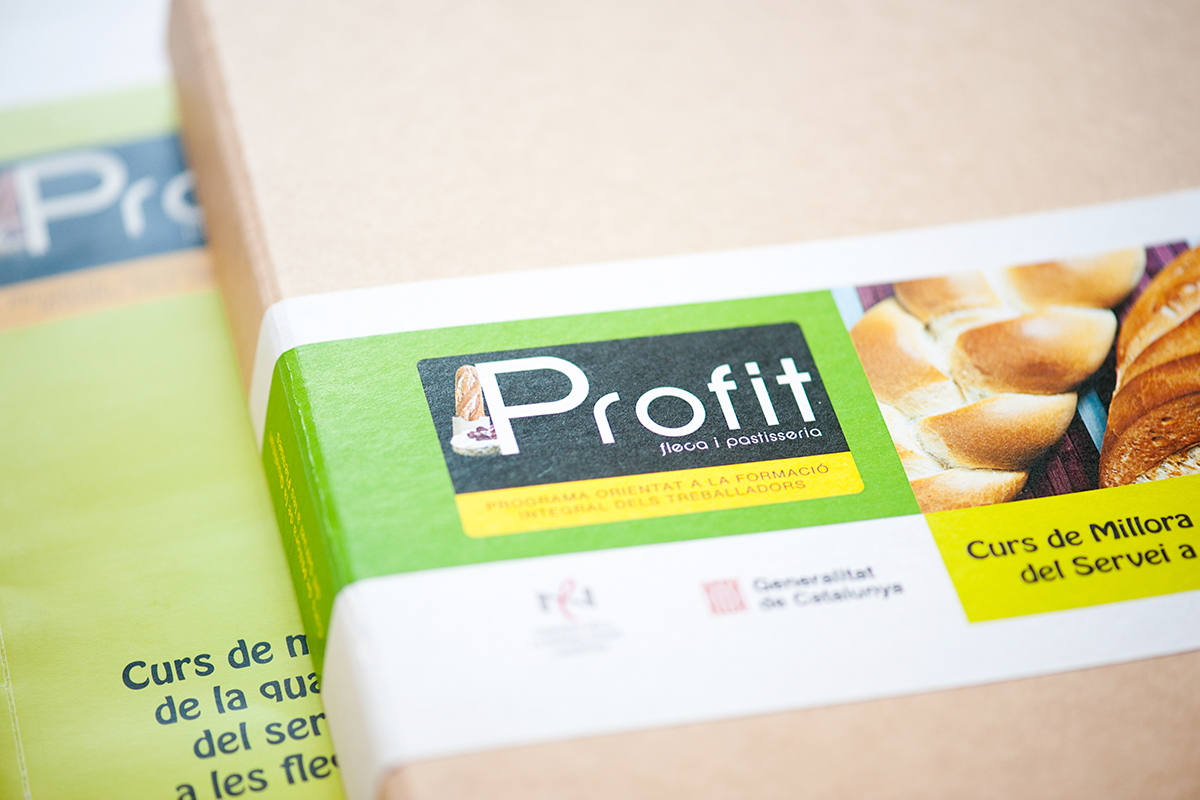 Pro
Profit
fleca i pastisseria
PROGRAMA ORIENTAT A LA FORMACIÓ
INTEGRAL DELS TREBALLADORS
Generalitat
de Catalunya
Curs de Millora
del Servei a
Curs de m
de la qua
del ser
a les fle